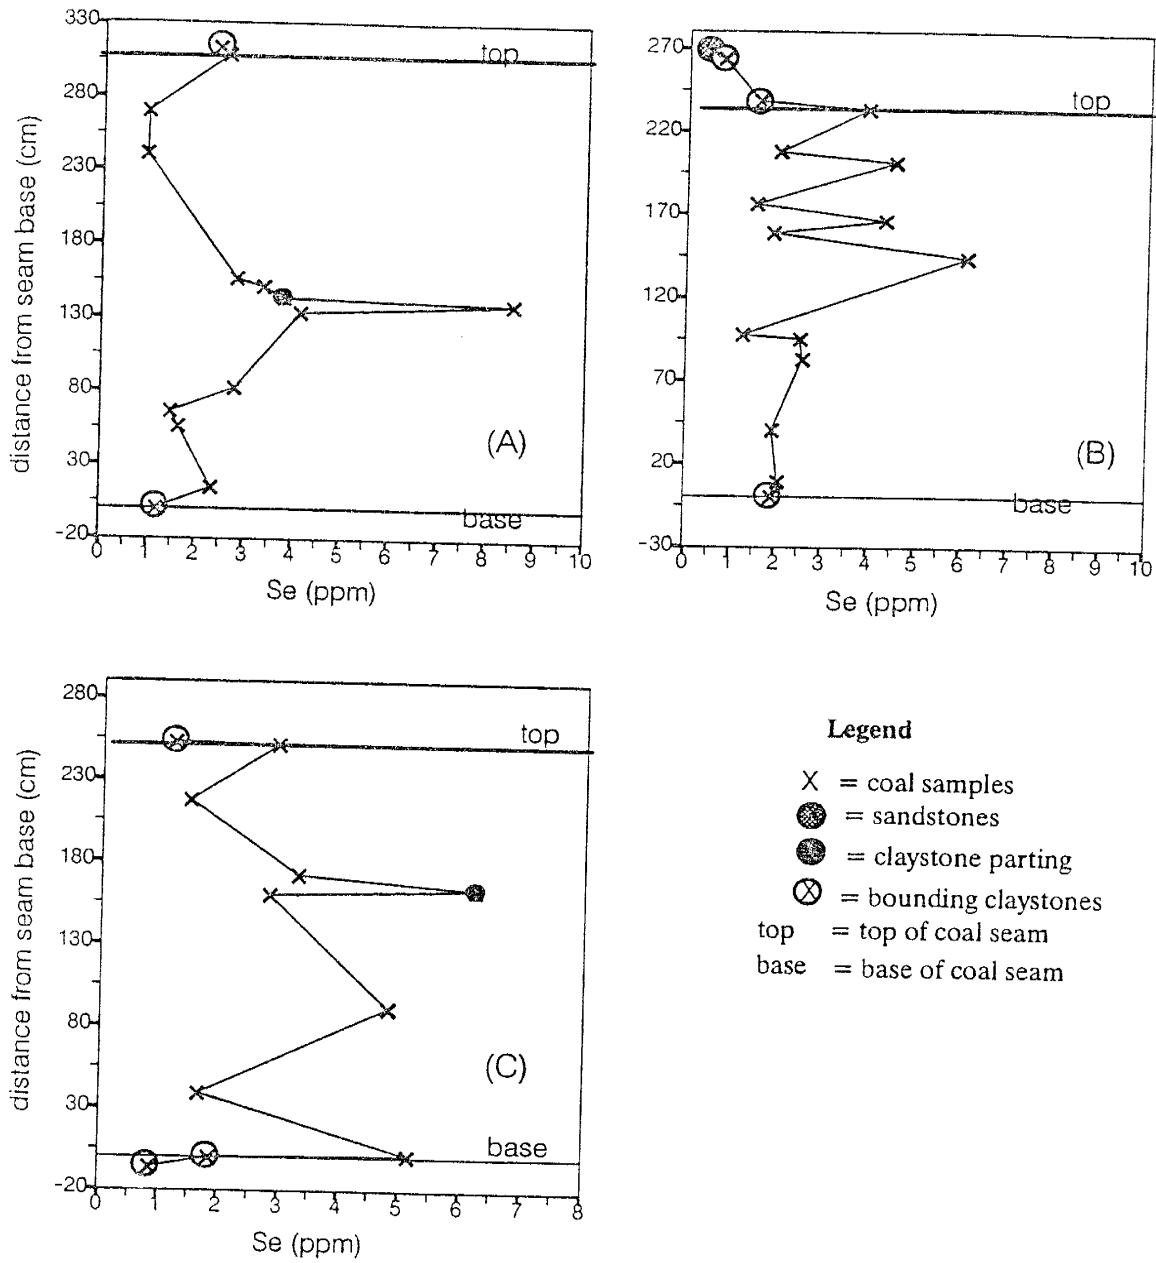 330
280
230
180
130
80
30
-20
distance from seam base (cm)
top
(A)
base
0 1 2 3 4 5 6 7 8 9 10
Se (ppm)
270
220
170
120
70
20
-30
top
(B)
base
0 1 2 3 4 5 6 7 8 9 10
Se (ppm)
280
230
180
130
80
30
-20
distance from seam base (cm)
top
(C)
base
0 1 2 3 4 5 6 7 8
Se (ppm)
Legend
= coal samples
= sandstones
= claystone parting
= bounding claystones
top = top of coal seam
base = base of coal seam